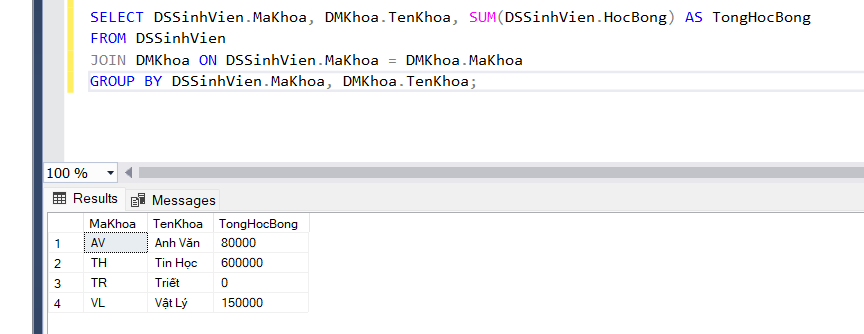 SELECT DSSinhVien.MaKhoa, DMKhoa.TenKhoa, SUM(DSSinhVien.HocBong) AS TongHocBong
FROM DSSinhVien
JOIN DMKhoa ON DSSinhVien.MaKhoa = DMKhoa.MaKhoa
GROUP BY DSSinhVien.MaKhoa, DMKhoa.TenKhoa;
100 %
Results Messages
MaKhoa TenKhoa TongHocBong
1 AV Anh Văn 80000
2 TH Tin Học 600000
3 TR Triết 0
4 VL Vật Lý 150000